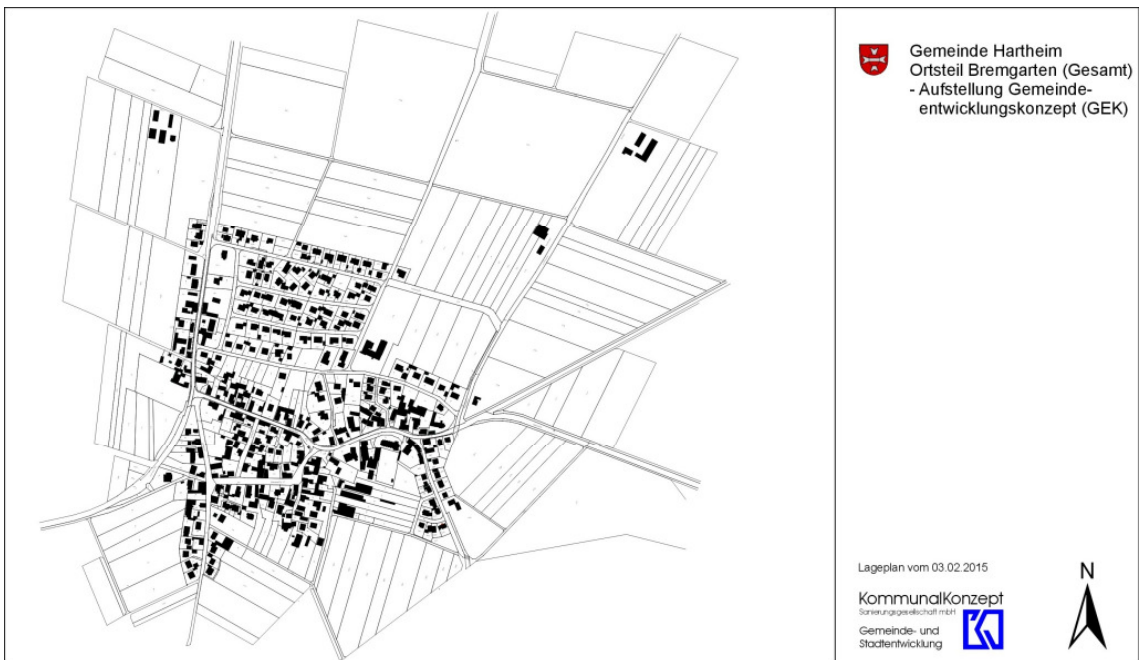 Gemeinde Hartheim
Ortsteil Bremgarten (Gesamt)
- Aufstellung Gemeinde-
entwicklungskonzept (GEK)
Lageplan vom 03.02.2015
KommunalKonzept
Sanierungsgesellschaft mbH
Gemeinde- und
Stadtentwicklung
N